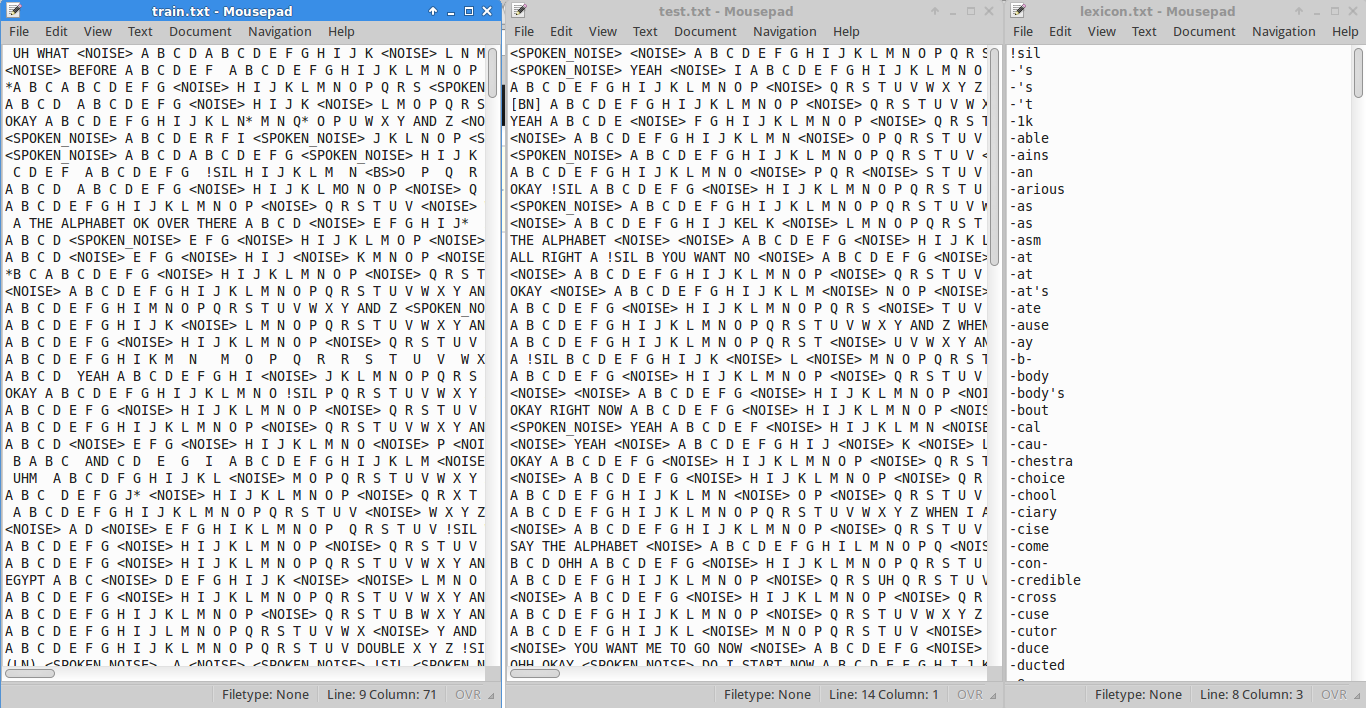 train.txt - Mousepad
File Edit View Text Document Navigation Help
UH WHAT <NOISE> A B C D A B C D E F G H I J K <NOISE> L N M
<NOISE> BEFORE A B C D E F A B C D E F G H I J K L M N O P
*A B C A B C D E F G <NOISE> H I J K L M N O P Q R S <SPOKEN
A B C D A B C D E F G <NOISE> H I J K <NOISE> L M O P Q R S
OKAY A B C D E F G H I J K L N* M N Q* O P U W X Y AND Z <NO
<SPOKEN_NOISE> A B C D E R F I <SPOKEN_NOISE> J K L N O P <S
<SPOKEN_NOISE> A B C D A B C D E F G <SPOKEN_NOISE> H I J K
C D E F A B C D E F G !SIL H I J K L M N <BS>O P Q R
A B C D A B C D E F G <NOISE> H I J K L MO N O P <NOISE> Q
A B C D E F G H I J K L M N O P <NOISE> Q R S T U V <NOISE>
A THE ALPHABET OK OVER THERE A B C D <NOISE> E F G H I J*
A B C D <SPOKEN_NOISE> E F G <NOISE> H I J K L M O P <NOISE>
A B C D <NOISE> E F G <NOISE> H I J <NOISE> K M N O P <NOISE
*B C A B C D E F G <NOISE> H I J K L M N O P <NOISE> Q R S T
<NOISE> A B C D E F G H I J K L M N O P Q R S T U V W X Y AN
A B C D E F G H I M N O P Q R S T U V W X Y AND Z <SPOKEN_NO
A B C D E F G H I J K <NOISE> L M N O P Q R S T U V W X Y AN
A B C D E F G <NOISE> H I J K L M N O P <NOISE> Q R S T U V
A B C D E F G H I K M N M O P Q R R S T U V W X
A B C D YEAH A B C D E F G H I <NOISE> J K L M N O P Q R S
OKAY A B C D E F G H I J K L M N O !SIL P Q R S T U V W X Y
A B C D E F G <NOISE> H I J K L M N O P <NOISE> Q R S T U V
A B C D E F G H I J K L M N O P <NOISE> Q R S T U V W X Y AN
A B C D <NOISE> E F G <NOISE> H I J K L M N O <NOISE> P <NOI
B A B C AND C D E G I A B C D E F G H I J K L M <NOISE
UHM A B C D F G H I J K L <NOISE> M O P Q R S T U V W X Y
A B C D E F G J* <NOISE> H I J K L M N O P <NOISE> Q R X T
A B C D E F G H I J K L M N O P Q R S T U V <NOISE> W X Y Z
<NOISE> A D <NOISE> E F G H I K L M N O P Q R S T U V !SIL
A B C D E F G <NOISE> H I J K L M N O P <NOISE> Q R S T U V
A B C D E F G <NOISE> H I J K L M N O P Q R S T U V W X Y AN
EGYPT A B C <NOISE> D E F G H I J K <NOISE> <NOISE> L M N O
A B C D E F G <NOISE> H I J K L M N O P Q R S T U V W X Y AN
A B C D E F G H I J K L M N O P <NOISE> Q R S T U B W X Y AN
A B C D E F G H I J L M N O P Q R S T U V W X <NOISE> Y AND
A B C D E F G H I J K L M N O P Q R S T U V DOUBLE X Y Z !SI
(LN) <SPOKEN_NOISE> A <NOISE> <SPOKEN_NOISE> !SIL <SPOKEN_N
Filetype: None Line: 9 Column: 71 OVR
test.txt - Mousepad
File Edit View Text Document Navigation Help
<SPOKEN_NOISE> <NOISE> A B C D E F G H I J K L M N O P Q R S
<SPOKEN_NOISE> YEAH <NOISE> I A B C D E F G H I J K L M N O
A B C D E F G H I J K L M N O P <NOISE> Q R S T U V W X Y Z
[BN] A B C D E F G H I J K L M N O P <NOISE> Q R S T U V W X
YEAH A B C D E <NOISE> F G H I J K L M N O P <NOISE> Q R S T
<NOISE> A B C D E F G H I J K L M N <NOISE> O P Q R S T U V
<SPOKEN_NOISE> A B C D E F G H I J K L M N O P Q R S T U V <
A B C D E F G H I J K L M N O <NOISE> P Q R <NOISE> S T U V
OKAY !SIL A B C D E F G <NOISE> H I J K L M N O P Q R S T U
<SPOKEN_NOISE> A B C D E F G H I J K L M N O P Q R S T U V W
<NOISE> A B C D E F G H I J KEL K <NOISE> L M N O P Q R S T
THE ALPHABET <NOISE> <NOISE> A B C D E F G <NOISE> H I J K L
ALL RIGHT A !SIL B YOU WANT NO <NOISE> A B C D E F G <NOISE>
<NOISE> A B C D E F G H I J K L M N O P <NOISE> Q R S T U V
OKAY <NOISE> A B C D E F G H I J K L M <NOISE> N O P <NOISE>
A B C D E F G <NOISE> H I J K L M N O P Q R S <NOISE> T U V
A B C D E F G H I J K L M N O P Q R S T U V W X Y AND Z WHEN
A B C D E F G H I J K L M N O P Q R S T <NOISE> U V W X Y AN
A !SIL B C D E F G H I J K <NOISE> L <NOISE> M N O P Q R S T
A B C D E F G <NOISE> H I J K L M N O P <NOISE> Q R S T U V
<NOISE> <NOISE> A B C D E F G <NOISE> H I J K L M N O P <NOI
OKAY RIGHT NOW A B C D E F G <NOISE> H I J K L M N O P <NOIS
<SPOKEN_NOISE> YEAH A B C D E F <NOISE> H I J K L M N <NOISE
<NOISE> YEAH <NOISE> A B C D E F G H I J <NOISE> K <NOISE> L
OKAY A B C D E F G <NOISE> H I J K L M N O P <NOISE> Q R S T
<NOISE> A B C D E F G <NOISE> H I J K L M N O P <NOISE> Q R
A B C D E F G H I J K L M N <NOISE> O P <NOISE> Q R S T U V
A B C D E F G H I J K L M N O P Q R S T U V W X Y Z WHEN I A
<NOISE> A B C D E F G H I J K L M N O P <NOISE> Q R S T U V
SAY THE ALPHABET <NOISE> A B C D E F G H I L M N O P Q <NOIS
B C D OHH A B C D E F G <NOISE> H I J K L M N O P Q R S T U
A B C D E F G H I J K L M N O P <NOISE> Q R S UH Q R S T U V
<NOISE> A B C D E F G <NOISE> H I J K L M N O P <NOISE> Q R
A B C D E F G H I J K L M N O P <NOISE> Q R S T U V W X Y Z
A B C D E F G H I J K L <NOISE> M N O P Q R S T U V <NOISE>
<NOISE> YOU WANT ME TO GO NOW <NOISE> A B C D E F G <NOISE>
OHH OKAY <SPOKEN_NOISE> DO I START NOW A B C D E F G H I J K
Filetype: None Line: 14 Column: 1 OVR
lexicon.txt - Mousepad
File Edit View Text Document Navigation Help
!sil
-'s
-'s
-'t
-1k
-able
-ains
-an
-arious
-as
-as
-asm
-at
-at
-at's
-ate
-ause
-ay
-b-
-body
-body's
-bout
-cal
-cau-
-chestra
-choice
-chool
-ciary
-cise
-come
-con-
-credible
-cross
-cuse
-cutor
-duce
-ducted
Filetype: None Line: 8 Column: 3 OVR